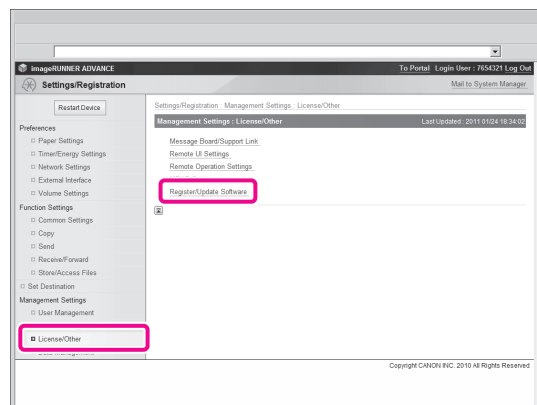 imageRUNNER ADVANCE
To Portal Login User : 7654321 Log Out
Settings/Registration
Mail to System Manager
Restart Device
Settings/Registration : Management Settings : License/Other
Management Settings : License/Other
Last Updated : 2011 01/24 18:34:02
Preferences
Paper Settings
Timer/Energy Settings
Network Settings
External Interface
Volume Settings
Function Settings
Common Settings
Copy
Send
Receive/Forward
Store/Access Files
Set Destination
Management Settings
User Management
License/Other
Data Management
Message Board/Support Link
Remote UI Settings
Remote Operation Settings
Register/Update Software
Copyright CANON INC. 2010 All Rights Reserved